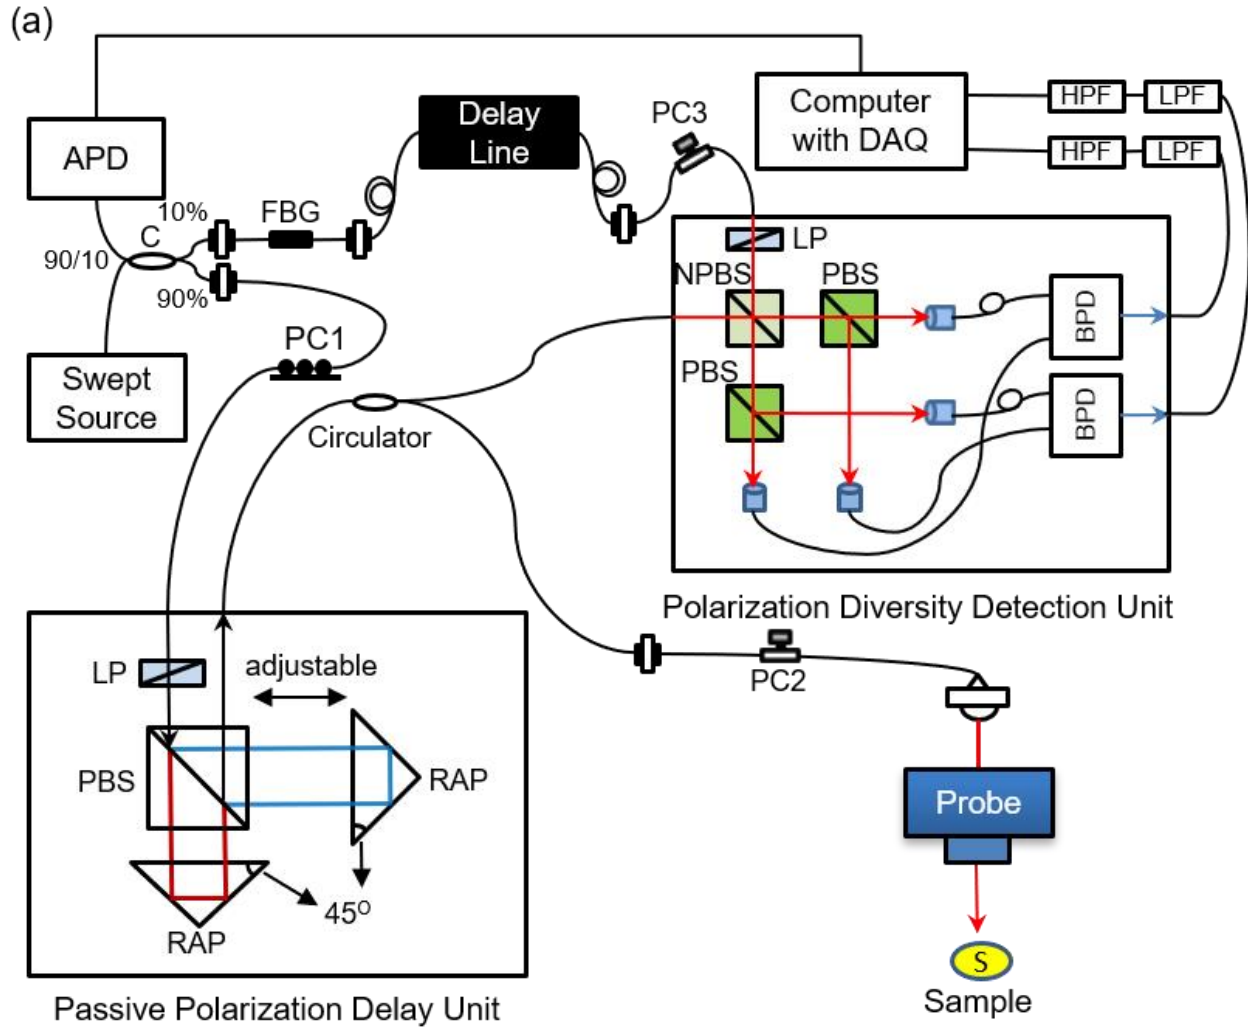 (a)
Delay
Line
PC3
Computer
with DAQ
HPF
LPF
HPF
LPF
APD
10%
FBG
C
90/10
90%
LP
NPBS
PBS
BPD
PC1
Swept
Source
PBS
BPD
Circulator
Polarization Diversity Detection Unit
LP
adjustable
PC2
PBS
RAP
Probe
45O
RAP
S
Sample
Passive Polarization Delay Unit